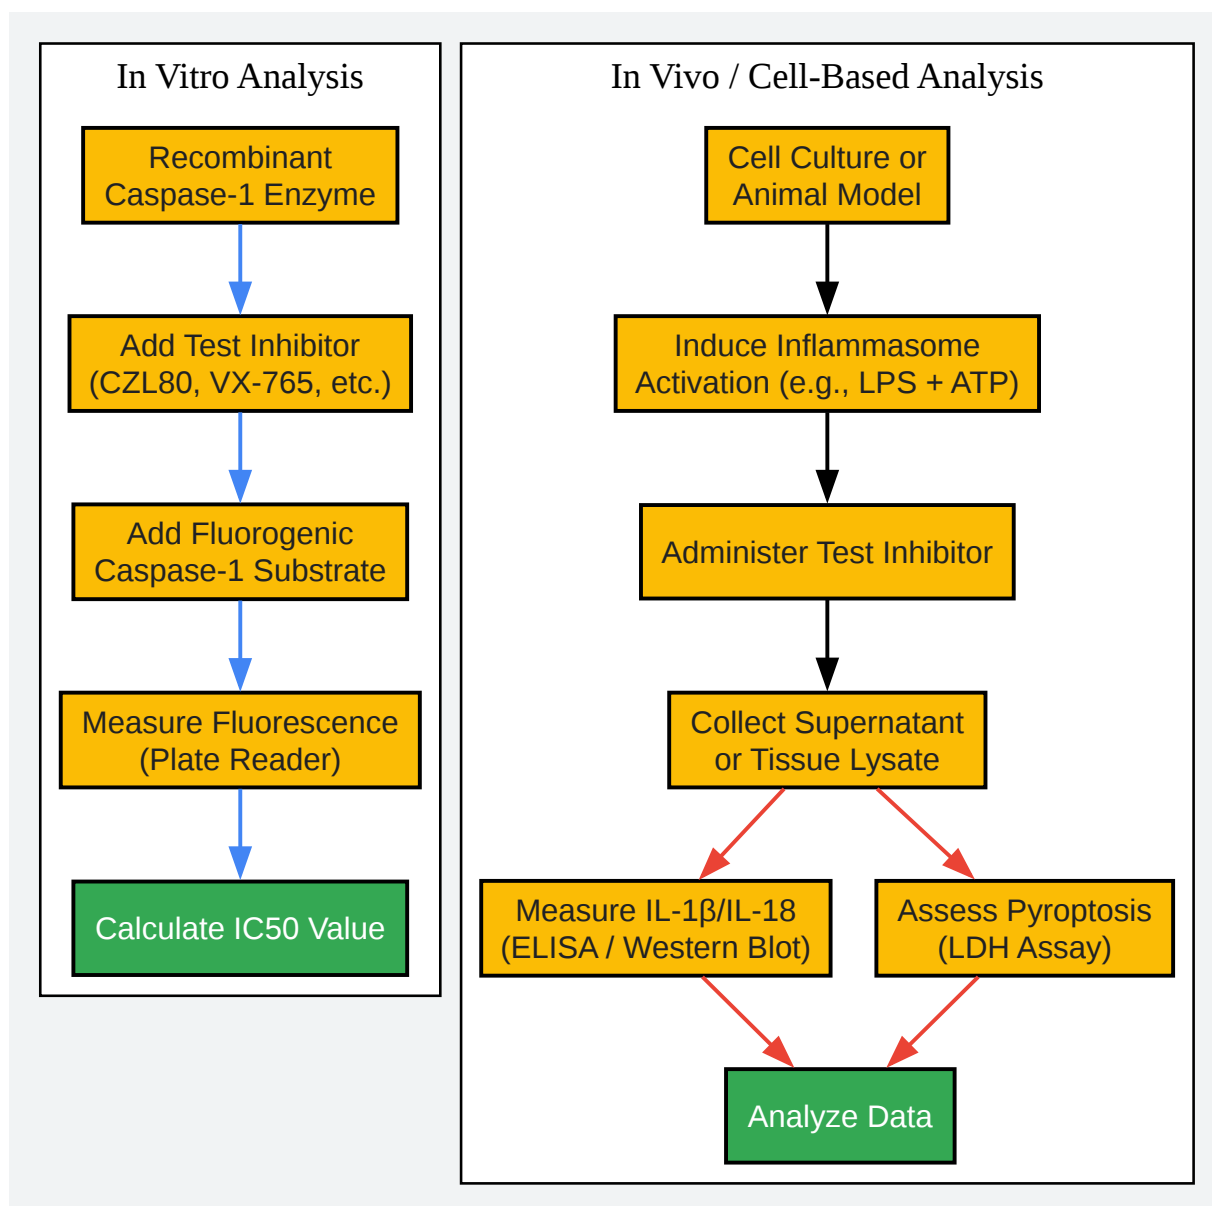 In Vitro Analysis
Recombinant
Caspase-1 Enzyme
Add Test Inhibitor
(CZL80, VX-765, etc.)
Add Fluorogenic
Caspase-1 Substrate
Measure Fluorescence
(Plate Reader)
Calculate IC50 Value
In Vivo / Cell-Based Analysis
Cell Culture or
Animal Model
Induce Inflammasome
Activation (e.g., LPS + ATP)
Administer Test Inhibitor
Collect Supernatant
or Tissue Lysate
Measure IL-1β/IL-18
(ELISA / Western Blot)
Assess Pyroptosis
(LDH Assay)
Analyze Data